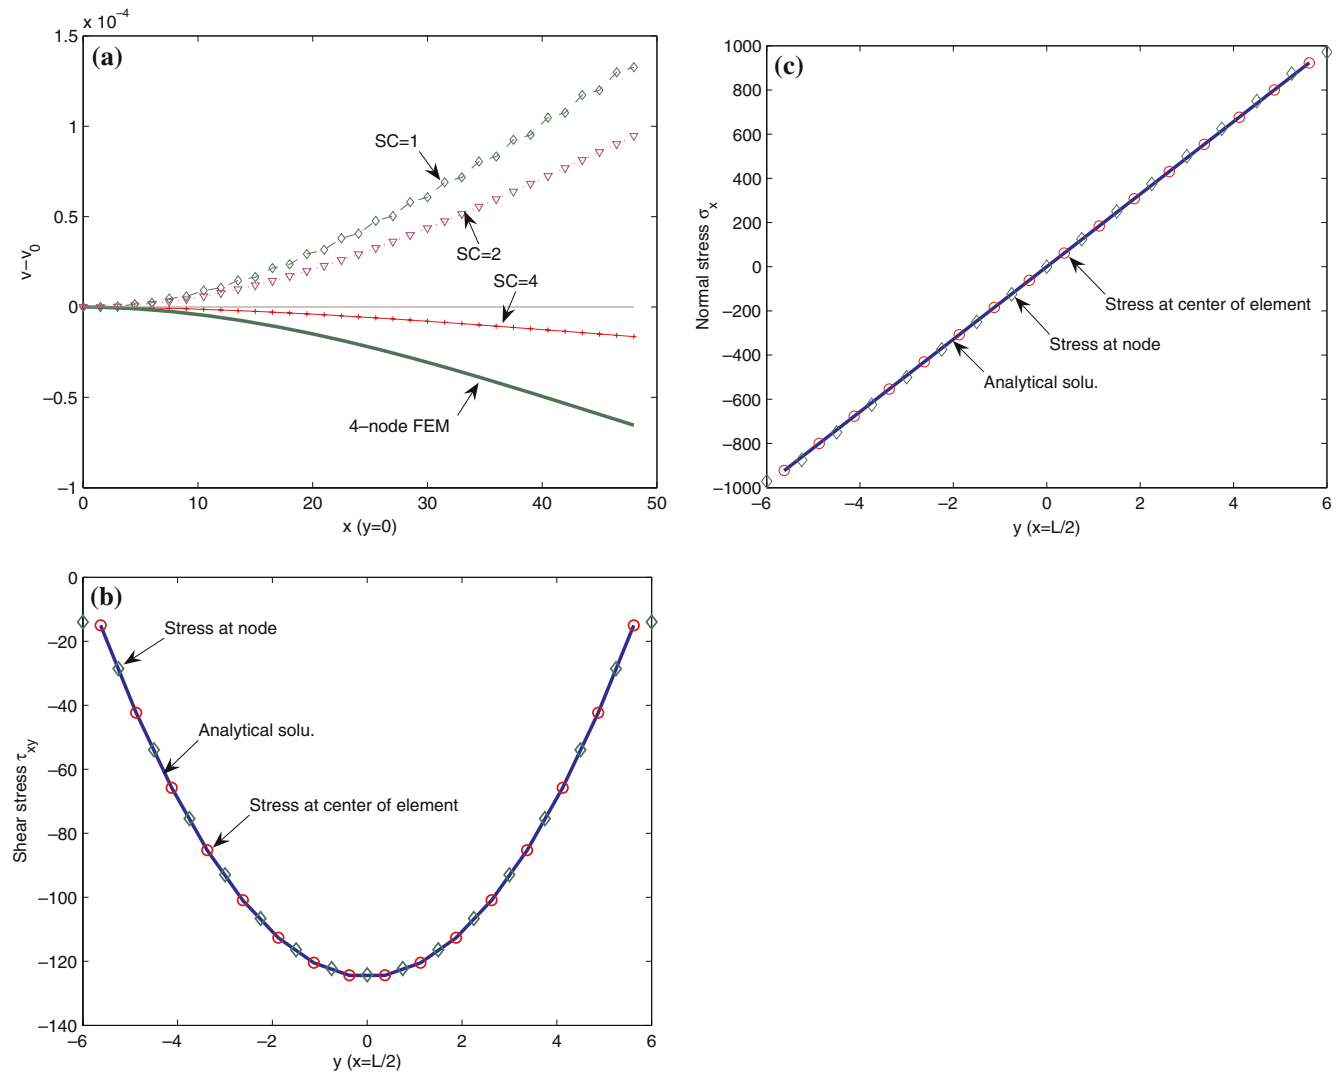 (a)
x 10⁻⁴
1.5
1
0.5
0
−0.5
−1
v−v₀
SC=1
SC=2
SC=4
4−node FEM
0 10 20 30 40 50
x (y=0)
(c)
1000
800
600
400
200
0
−200
−400
−600
−800
−1000
Normal stress σₓ
Stress at center of element
Stress at node
Analytical solu.
−6 −4 −2 0 2 4 6
y (x=L/2)
(b)
0
−20
−40
−60
−80
−100
−120
−140
Shear stress τxy
Stress at node
Analytical solu.
Stress at center of element
−6 −4 −2 0 2 4 6
y (x=L/2)